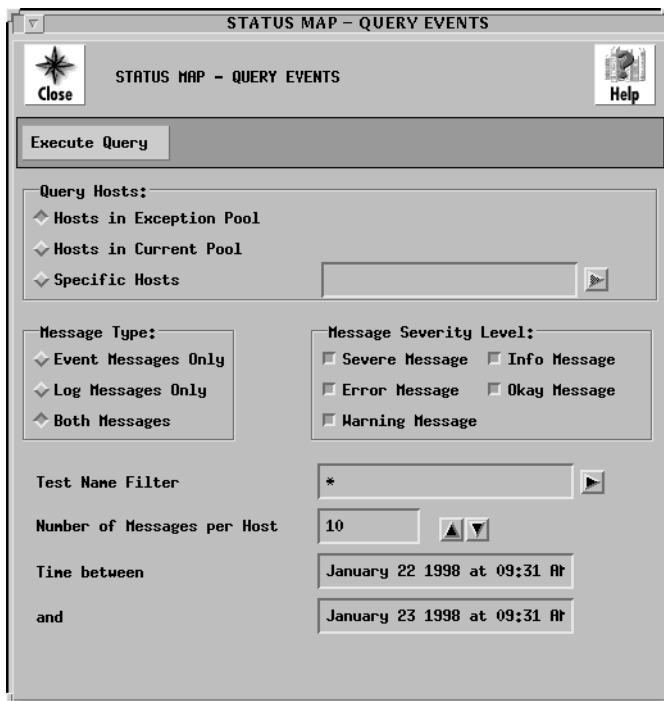 STATUS MAP – QUERY EVENTS
Close
STATUS MAP – QUERY EVENTS
Help
Execute Query
Query Hosts:
Hosts in Exception Pool
Hosts in Current Pool
Specific Hosts
Message Type:
Event Messages Only
Log Messages Only
Both Messages
Message Severity Level:
Severe Message Info Message
Error Message Okay Message
Warning Message
Test Name Filter *
Number of Messages per Host 10
Time between January 22 1998 at 09:31 A
and January 23 1998 at 09:31 A